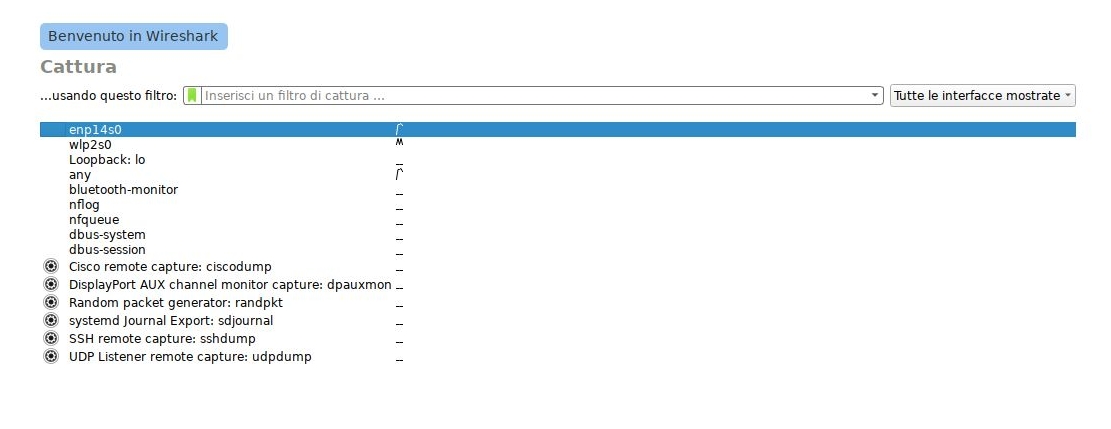 Benvenuto in Wireshark
Cattura
...usando questo filtro: Inserisci un filtro di cattura ... Tutte le interfacce mostrate
enp14s0
wlp2s0
Loopback: lo
any
bluetooth-monitor
nflog
nfqueue
dbus-system
dbus-session
Cisco remote capture: ciscodump
DisplayPort AUX channel monitor capture: dpauxmon
Random packet generator: randpkt
systemd Journal Export: sdjournal
SSH remote capture: sshdump
UDP Listener remote capture: udpdump